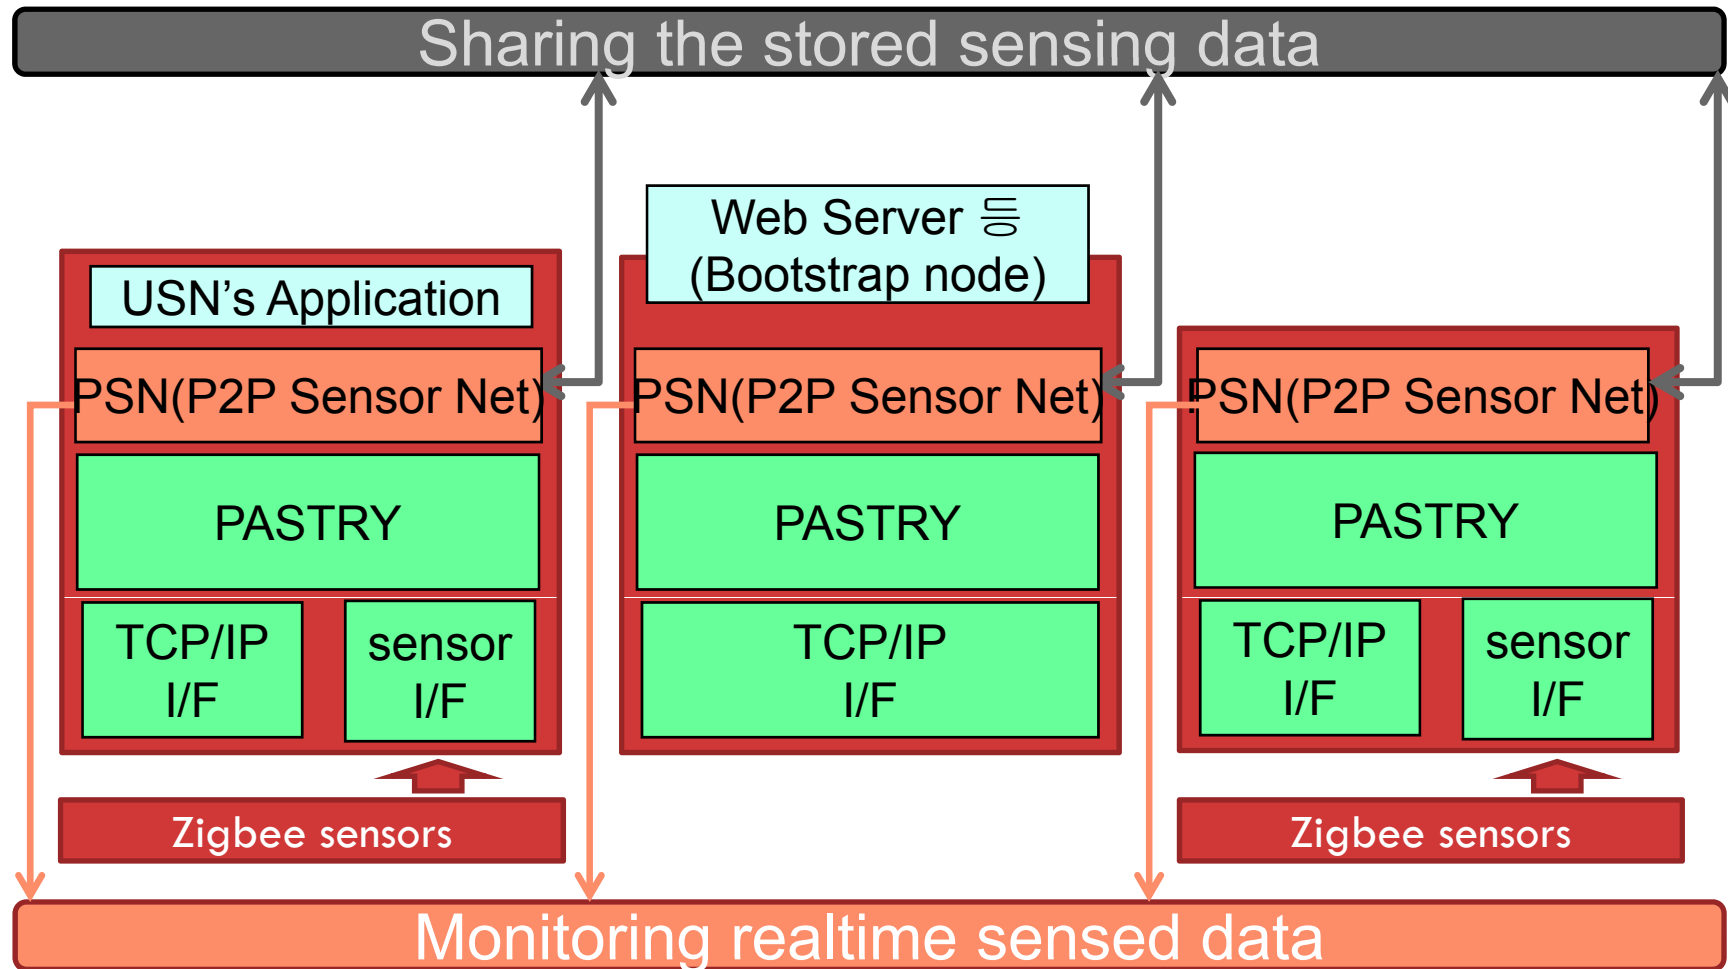 Sharing the stored sensing data
Web Server 등
(Bootstrap node)
USN’s Application
PSN(P2P Sensor Net)
PSN(P2P Sensor Net)
PSN(P2P Sensor Net)
PASTRY
PASTRY
PASTRY
TCP/IP
I/F
sensor
I/F
TCP/IP
I/F
TCP/IP
I/F
sensor
I/F
Zigbee sensors
Zigbee sensors
Monitoring realtime sensed data